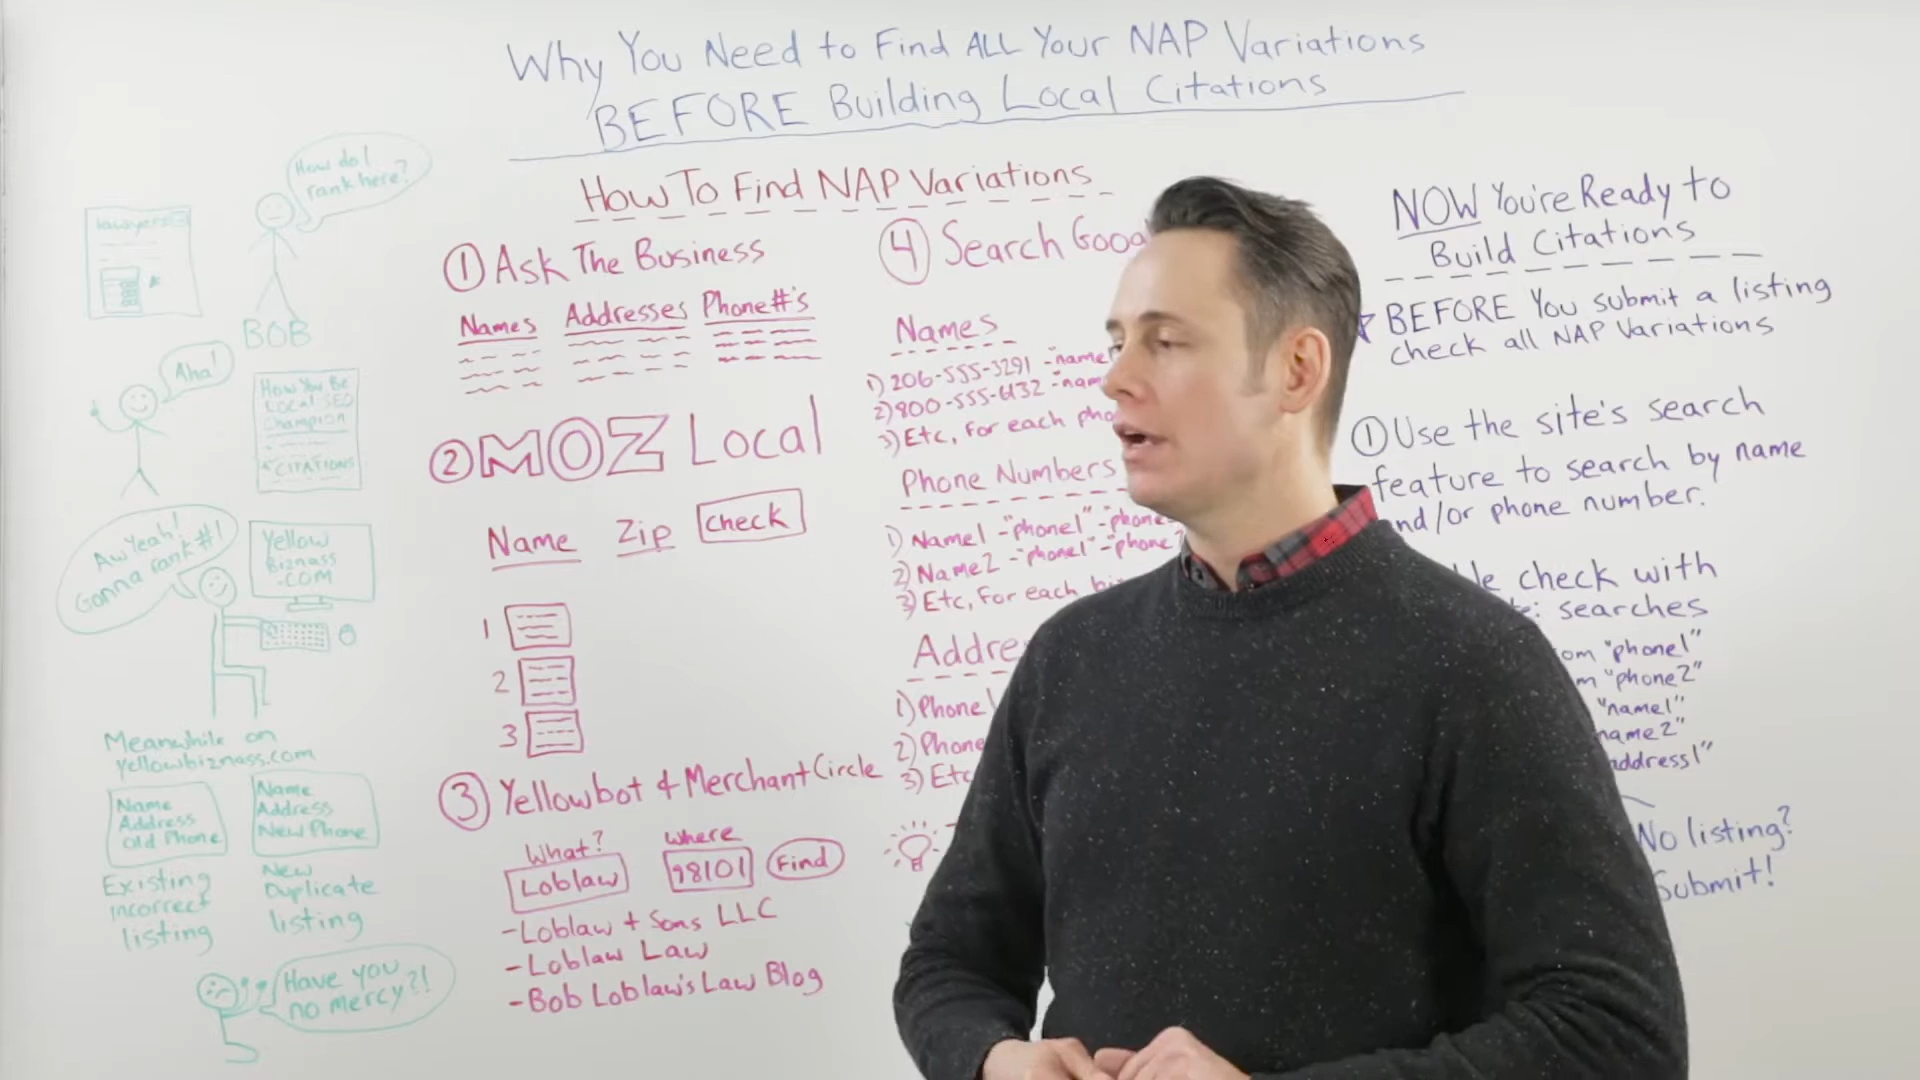 Why You Need to Find ALL Your NAP Variations
BEFORE Building Local Citations
lawyers
How do I
rank here?
BOB
Aha!
How You Be
Local SEO
Champion
CITATIONS
Aw Yeah!
Gonna rank #1
Yellow
Biznass
.COM
Meanwhile on
yellowbiznass.com
Name
Address
Old Phone
Existing
incorrect
listing
Name
Address
New Phone
New
Duplicate
listing
Have you
no mercy?!
How To Find NAP Variations
① Ask The Business
Names Addresses Phone#'s
② MOZ Local
Name Zip check
1
2
3
③ Yellowbot & MerchantCircle
What? Where
Loblaw 98101 Find
- Loblaw + Sons LLC
- Loblaw Law
- Bob Loblaw's Law Blog
④ Search
Names
1) 206-555-3291 -"name
2) 800-555-6132 -"nam
3) Etc, for each
Phone Numbers
1) Name1 -"phone1" -"phone
2) Name2 -"phone1" -"phone2
3) Etc, for each
1) Phone1
2) Phone
3) Etc
NOW You're Ready to
Build Citations
BEFORE You submit a listing
check all NAP Variations
① Use the site's search
feature to search by name
and/or phone number.
check with
searches
"phone1"
"phone2"
"name1"
name2"
address1"
No listing?
Submit!